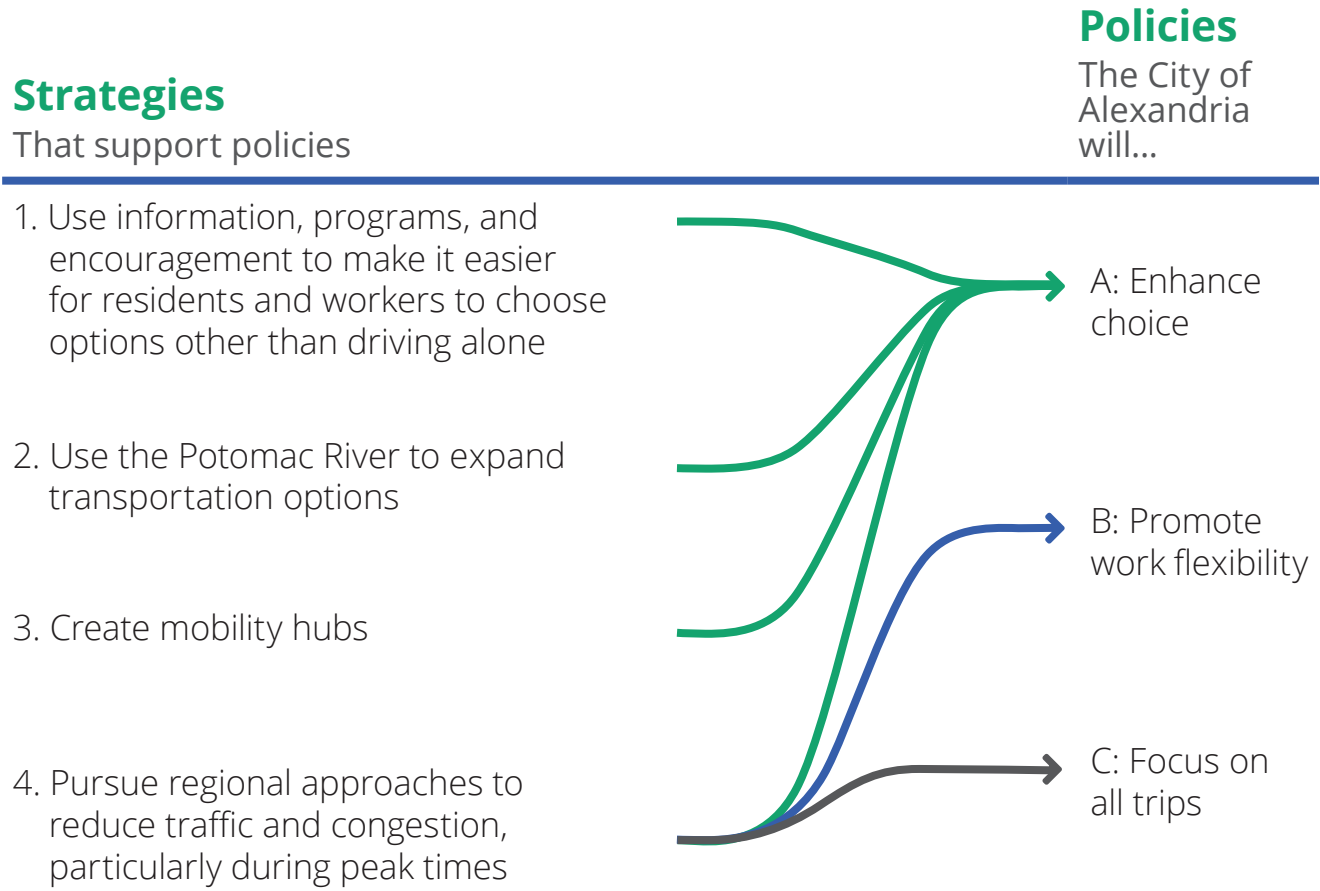 Strategies
That support policies
Policies
The City of
Alexandria
will...
1. Use information, programs, and
encouragement to make it easier
for residents and workers to choose
options other than driving alone
2. Use the Potomac River to expand
transportation options
3. Create mobility hubs
4. Pursue regional approaches to
reduce traffic and congestion,
particularly during peak times
A: Enhance
choice
B: Promote
work flexibility
C: Focus on
all trips